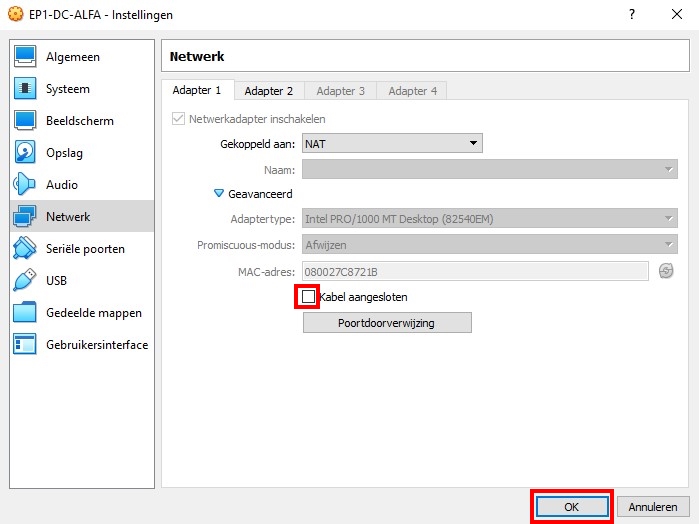 EP1-DC-ALFA - Instellingen
?
Algemeen
Systeem
Beeldscherm
Opslag
Audio
Netwerk
Seriële poorten
USB
Gedeelde mappen
Gebruikersinterface
Netwerk
Adapter 1 Adapter 2 Adapter 3 Adapter 4
Netwerkadapter inschakelen
Gekoppeld aan: NAT
Naam:
Geavanceerd
Adaptertype: Intel PRO/1000 MT Desktop (82540EM)
Promiscuous-modus: Afwijzen
MAC-adres: 080027C8721B
Kabel aangesloten
Poortdoorverwijzing
OK Annuleren